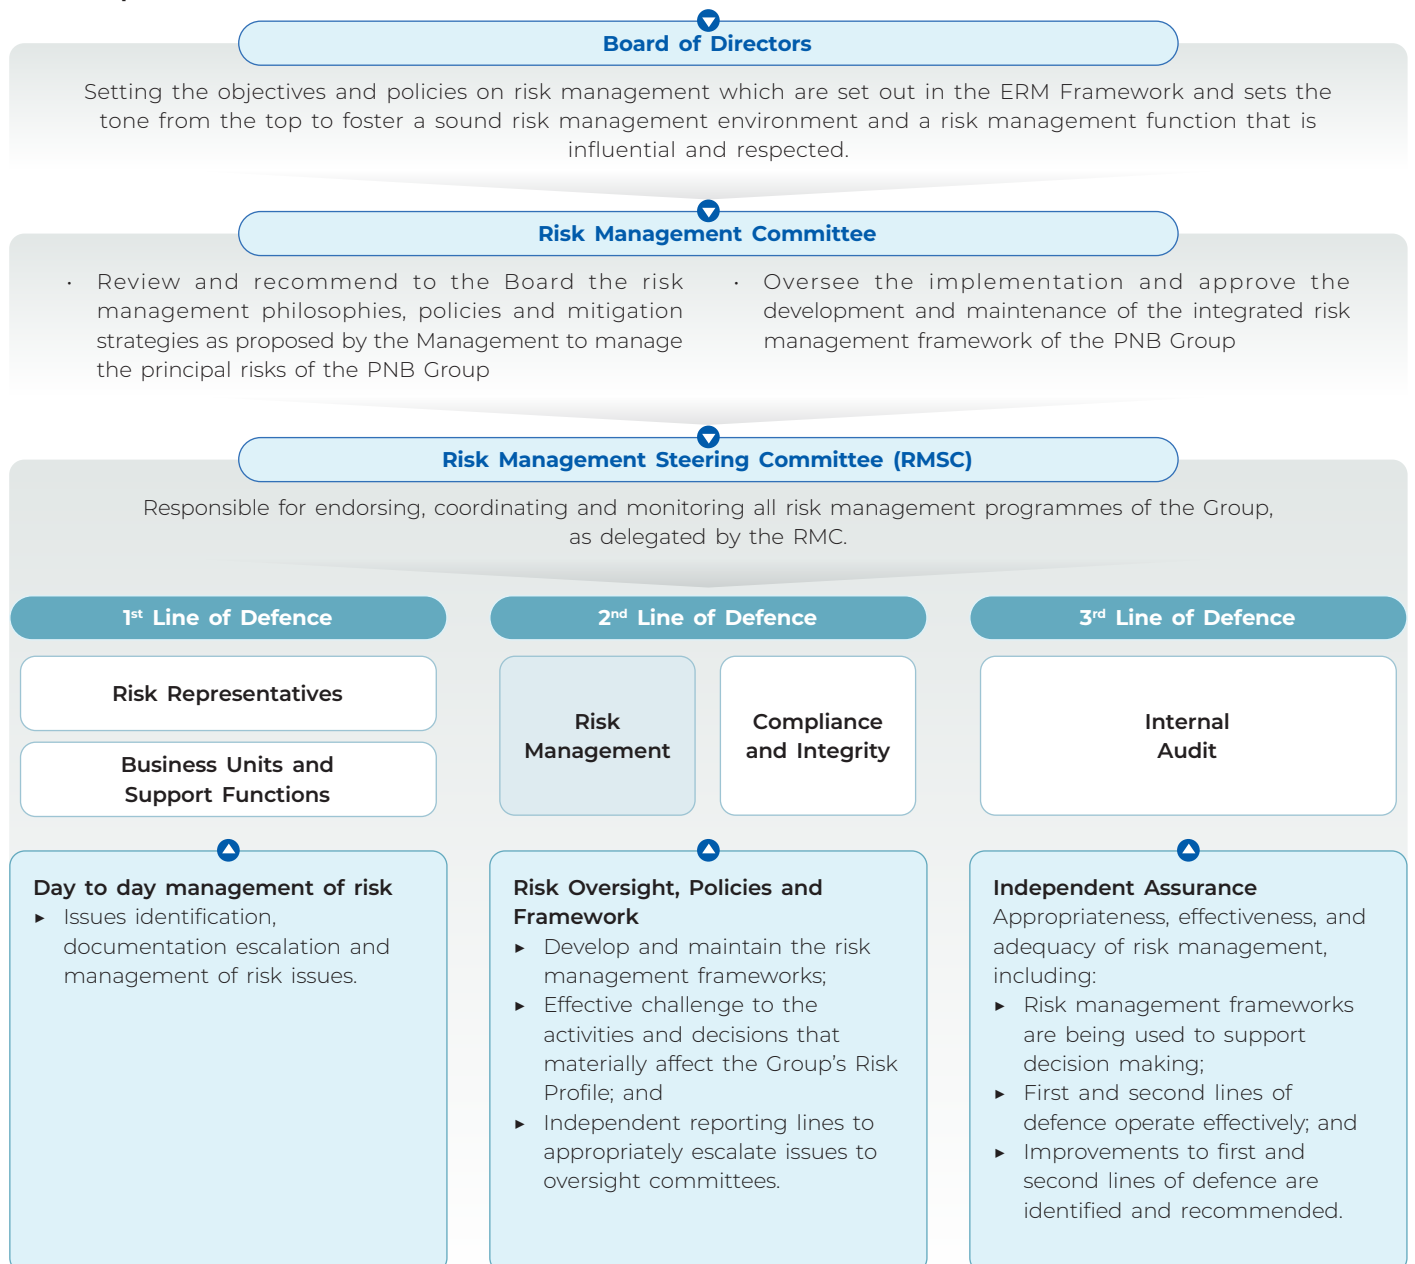 Board of Directors
Setting the objectives and policies on risk management which are set out in the ERM Framework and sets the
tone from the top to foster a sound risk management environment and a risk management function that is
influential and respected.
Risk Management Committee
• Review and recommend to the Board the risk
management philosophies, policies and mitigation
strategies as proposed by the Management to manage
the principal risks of the PNB Group
• Oversee the implementation and approve the
development and maintenance of the integrated risk
management framework of the PNB Group
Risk Management Steering Committee (RMSC)
Responsible for endorsing, coordinating and monitoring all risk management programmes of the Group,
as delegated by the RMC.
1st Line of Defence
Risk Representatives
Business Units and
Support Functions
Day to day management of risk
► Issues identification,
documentation escalation and
management of risk issues.
2nd Line of Defence
Risk
Management
Compliance
and Integrity
Risk Oversight, Policies and
Framework
► Develop and maintain the risk
management frameworks;
► Effective challenge to the
activities and decisions that
materially affect the Group's Risk
Profile; and
► Independent reporting lines to
appropriately escalate issues to
oversight committees.
3rd Line of Defence
Internal
Audit
Independent Assurance
Appropriateness, effectiveness, and
adequacy of risk management,
including:
► Risk management frameworks
are being used to support
decision making;
► First and second lines of
defence operate effectively; and
► Improvements to first and
second lines of defence are
identified and recommended.